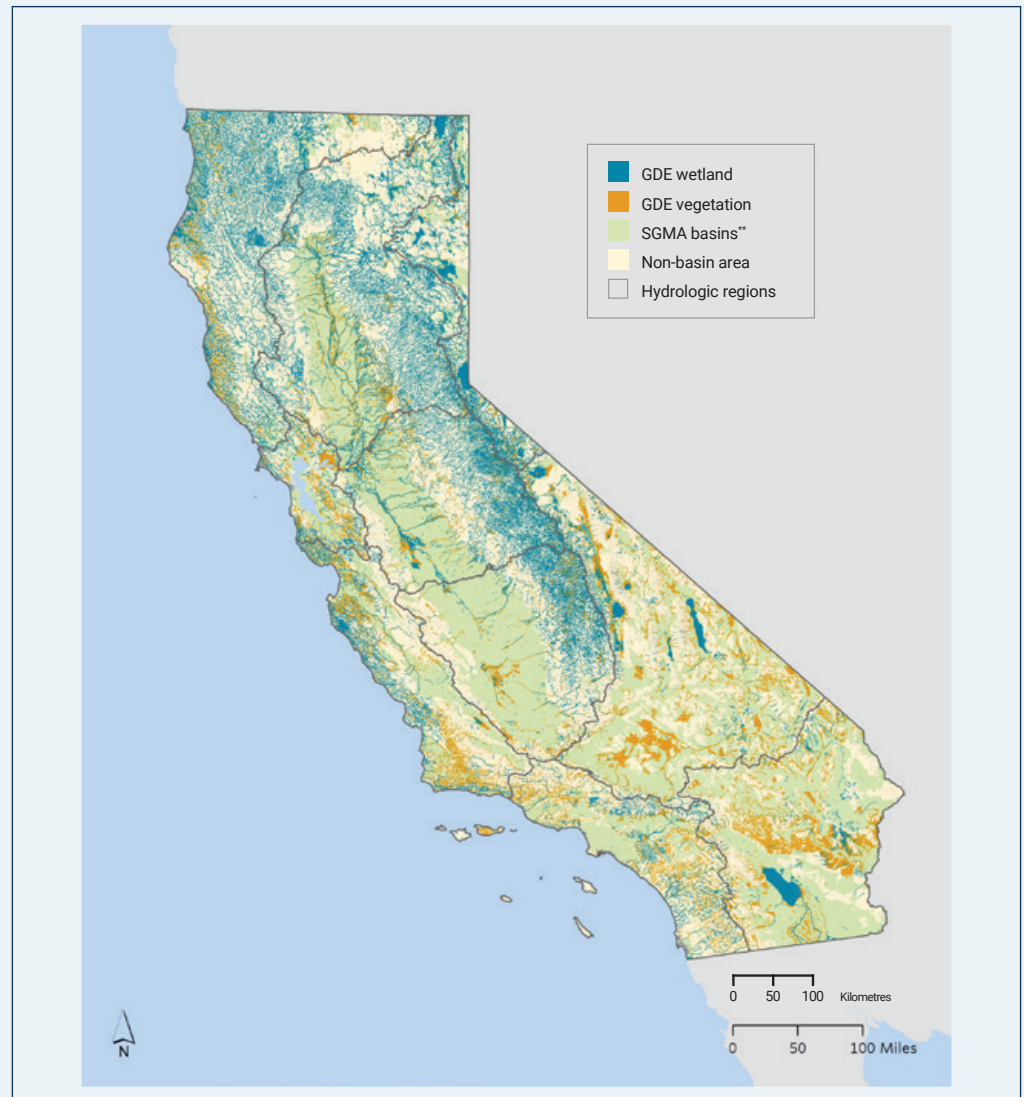 GDE wetland
GDE vegetation
SGMA basins**
Non-basin area
Hydrologic regions
0 50 100 Kilometres
0 50 100 Miles
N